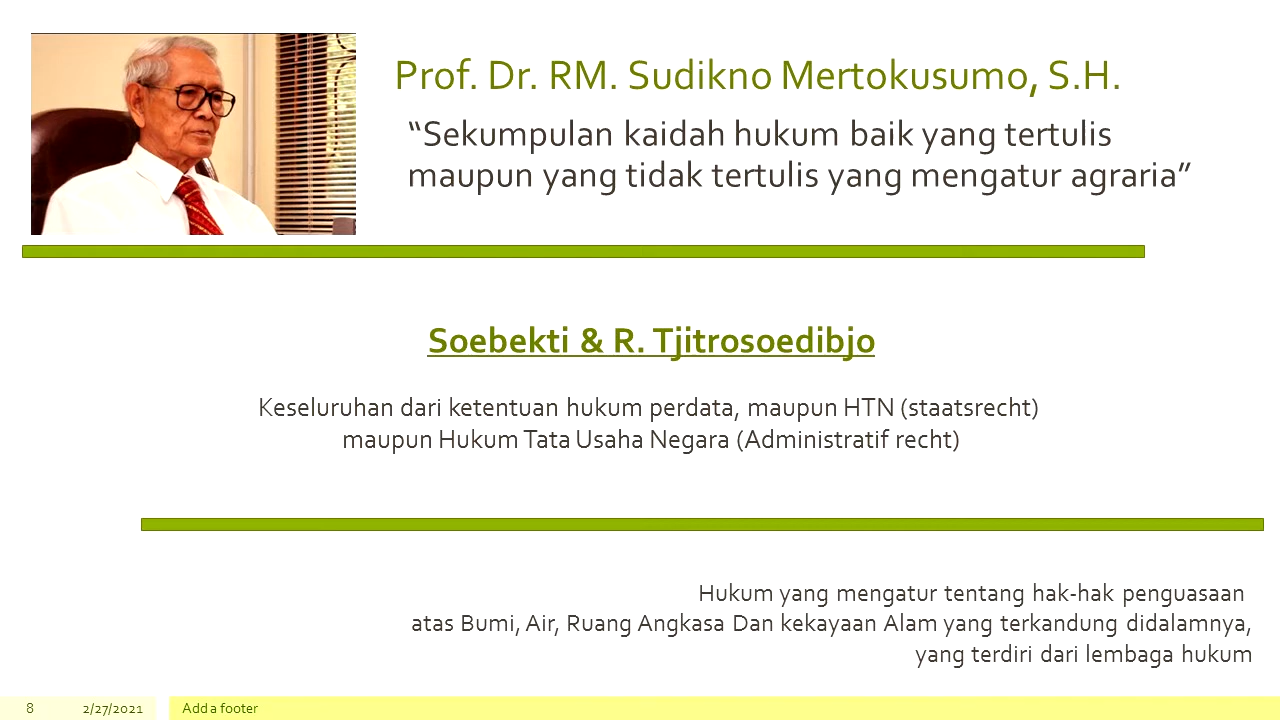 Prof. Dr. RM. Sudikno Mertokusumo, S.H.
“Sekumpulan kaidah hukum baik yang tertulis
maupun yang tidak tertulis yang mengatur agraria”
Soebekti & R. Tjitrosoedibjo
Keseluruhan dari ketentuan hukum perdata, maupun HTN (staatsrecht)
maupun Hukum Tata Usaha Negara (Administratif recht)
Hukum yang mengatur tentang hak-hak penguasaan
atas Bumi, Air, Ruang Angkasa Dan kekayaan Alam yang terkandung didalamnya,
yang terdiri dari lembaga hukum
8 2/27/2021 Add a footer